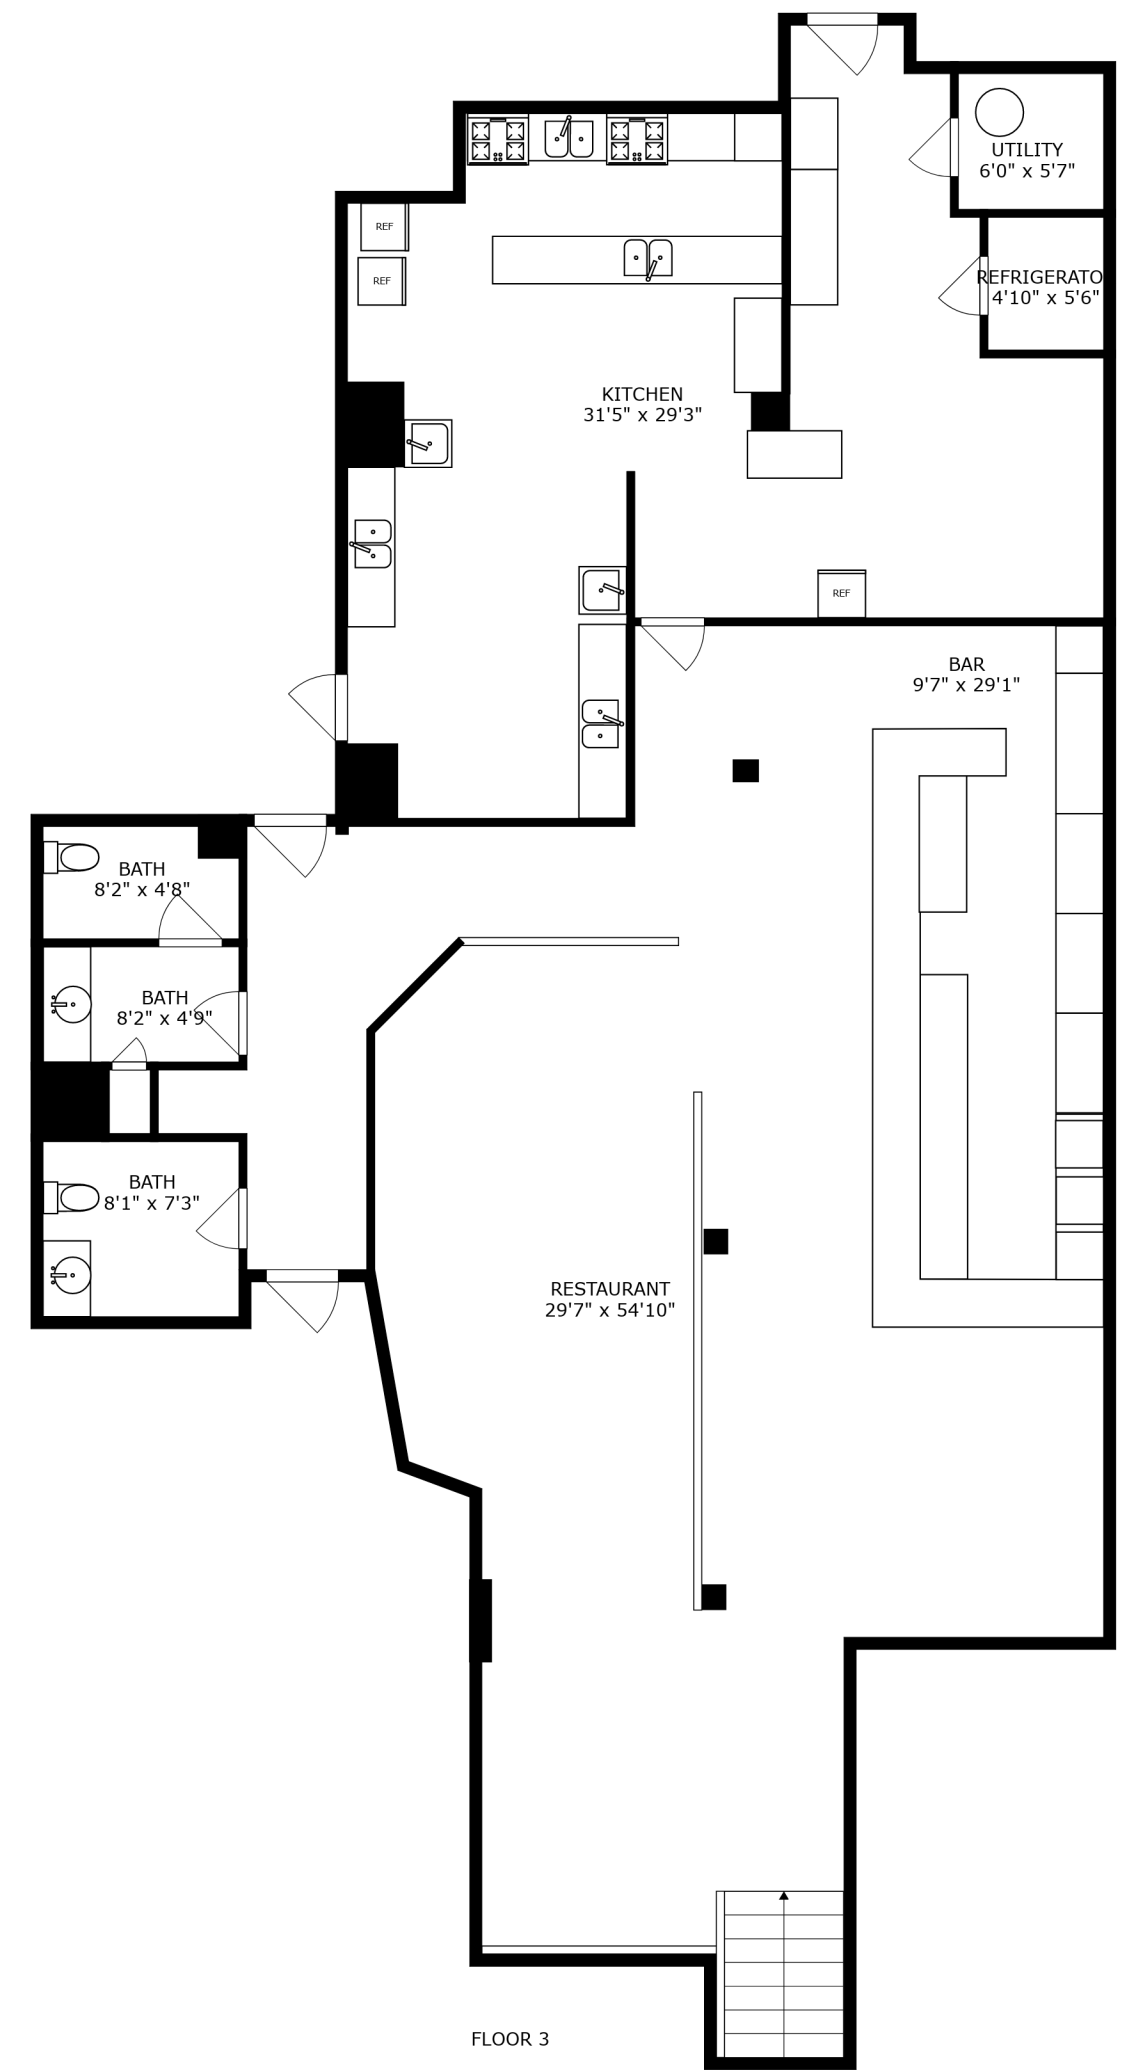 UTILITY
6'0" x 5'7"
REF
REF
REFRIGERATO
4'10" x 5'6"
KITCHEN
31'5" x 29'3"
REF
BAR
9'7" x 29'1"
BATH
8'2" x 4'8"
BATH
8'2" x 4'9"
BATH
8'1" x 7'3"
RESTAURANT
29'7" x 54'10"
FLOOR 3